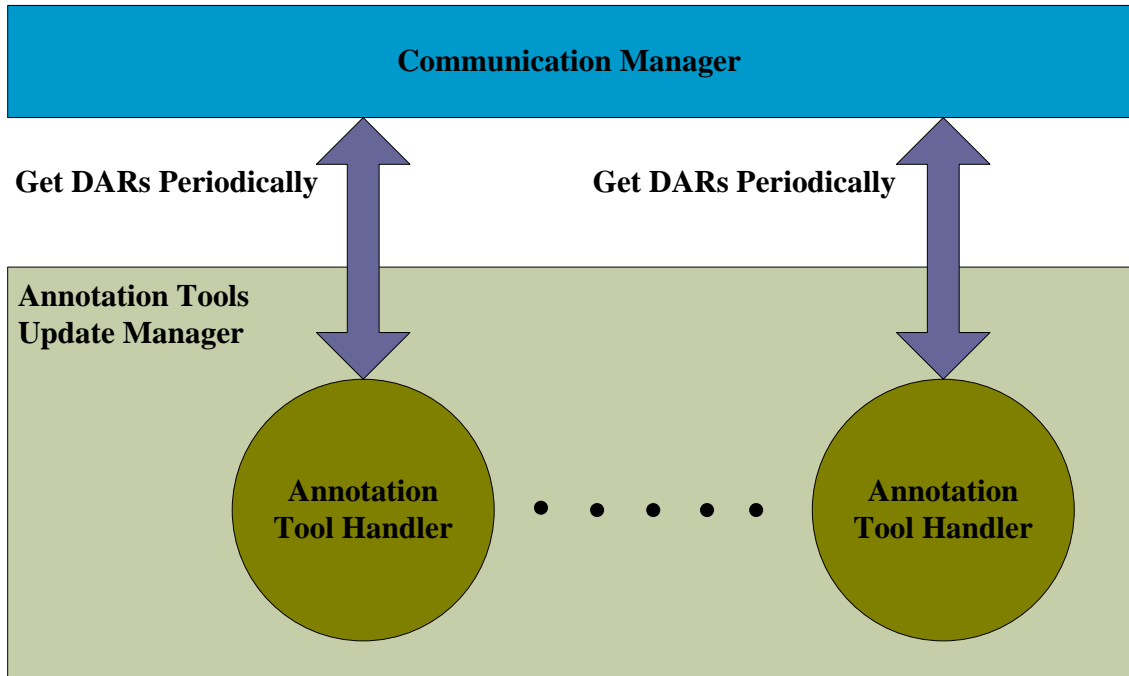 Communication Manager
Get DARs Periodically
Get DARs Periodically
Annotation Tools
Update Manager
Annotation
Tool Handler
Annotation
Tool Handler